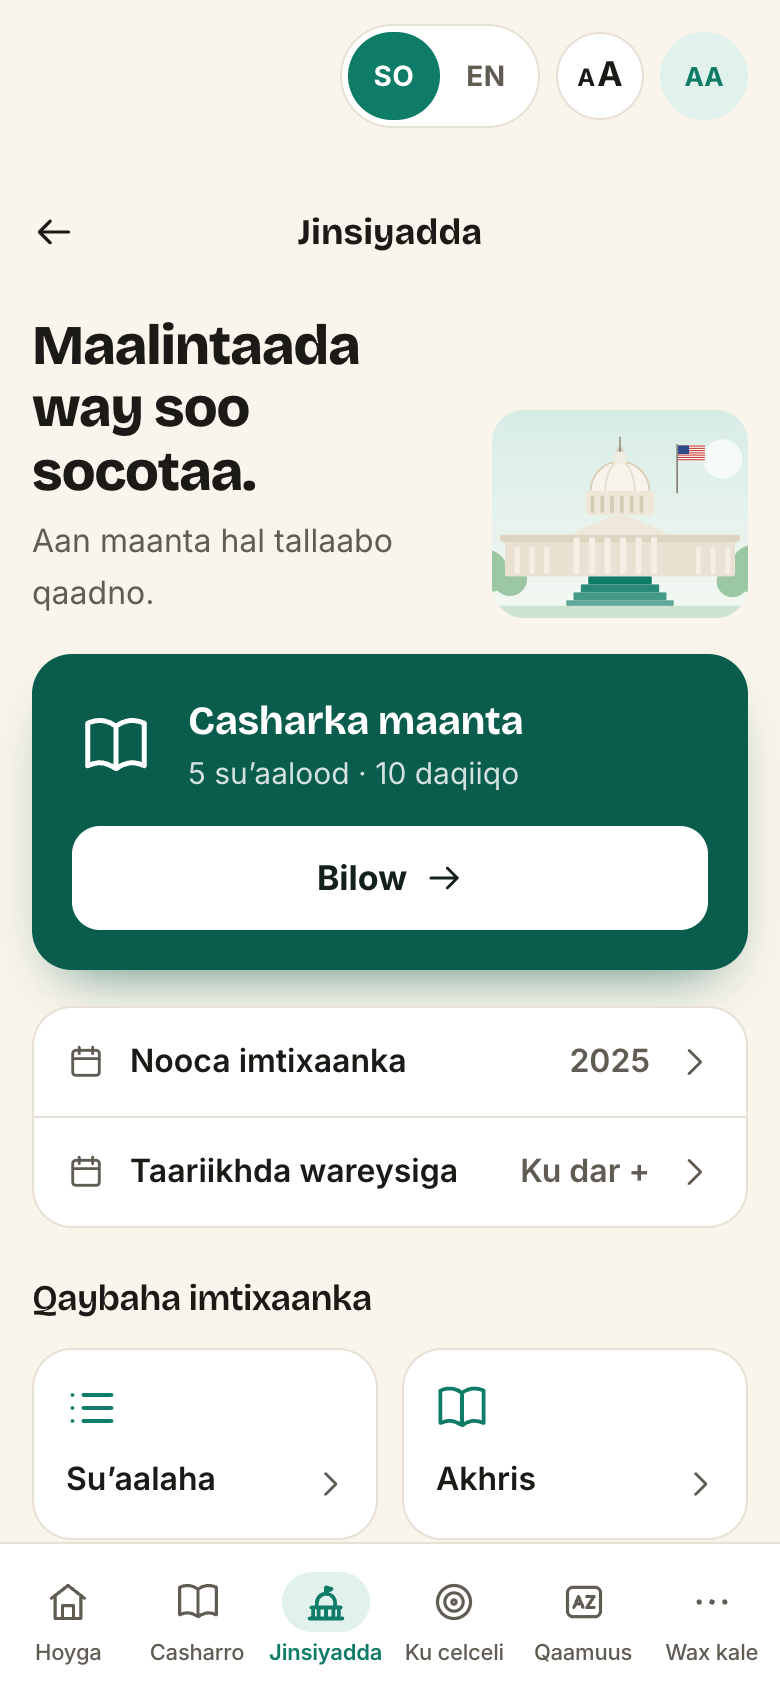 SO EN AA AA
Jinsiyadda
Maalintaada
way soo
socotaa.
Aan maanta hal tallaabo
qaadno.
Casharka maanta
5 su’aalood · 10 daqiiqo
Bilow →
Nooca imtixaanka 2025
Taariikhda wareysiga Ku dar +
Qaybaha imtixaanka
Su’aalaha Akhris
AZ
Hoyga Casharro Jinsiyadda Ku celceli Qaamuus Wax kale